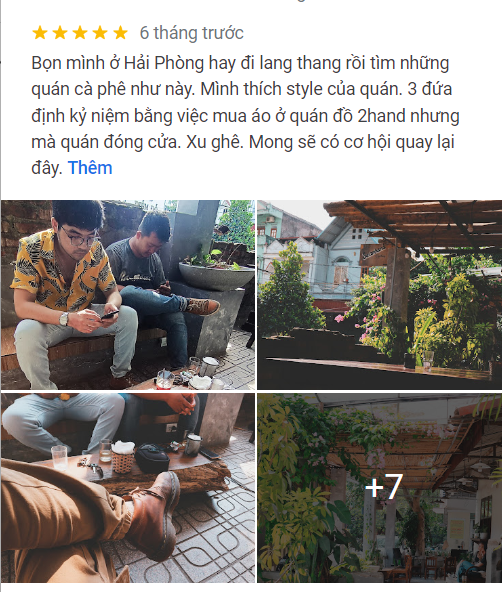 6 tháng trước
Bọn mình ở Hải Phòng hay đi lang thang rồi tìm những
quán cà phê như này. Mình thích style của quán. 3 đứa
định kỷ niệm bằng việc mua áo ở quán đồ 2hand nhưng
mà quán đóng cửa. Xu ghê. Mong sẽ có cơ hội quay lại
đây. Thêm
+7